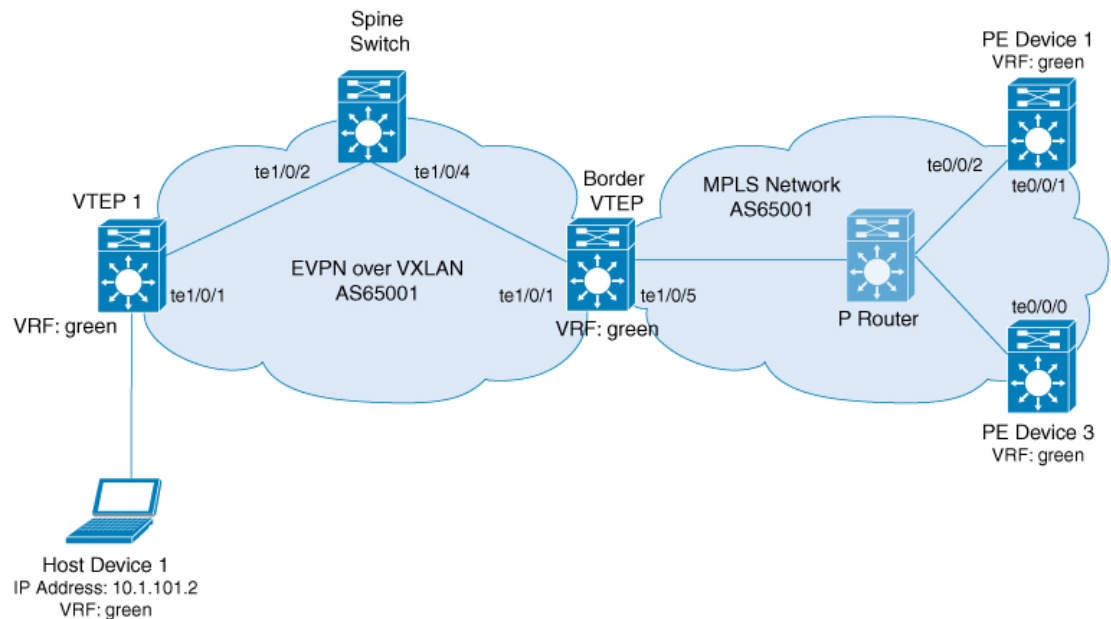 Spine
Switch
PE Device 1
VRF: green
te1/0/2
te1/0/4
Border
VTEP
MPLS Network
AS65001
te0/0/2
te0/0/1
VTEP 1
EVPN over VXLAN
AS65001
te1/0/1
te1/0/1
te1/0/5
VRF: green
VRF: green
P Router
te0/0/0
PE Device 3
VRF: green
Host Device 1
IP Address: 10.1.101.2
VRF: green